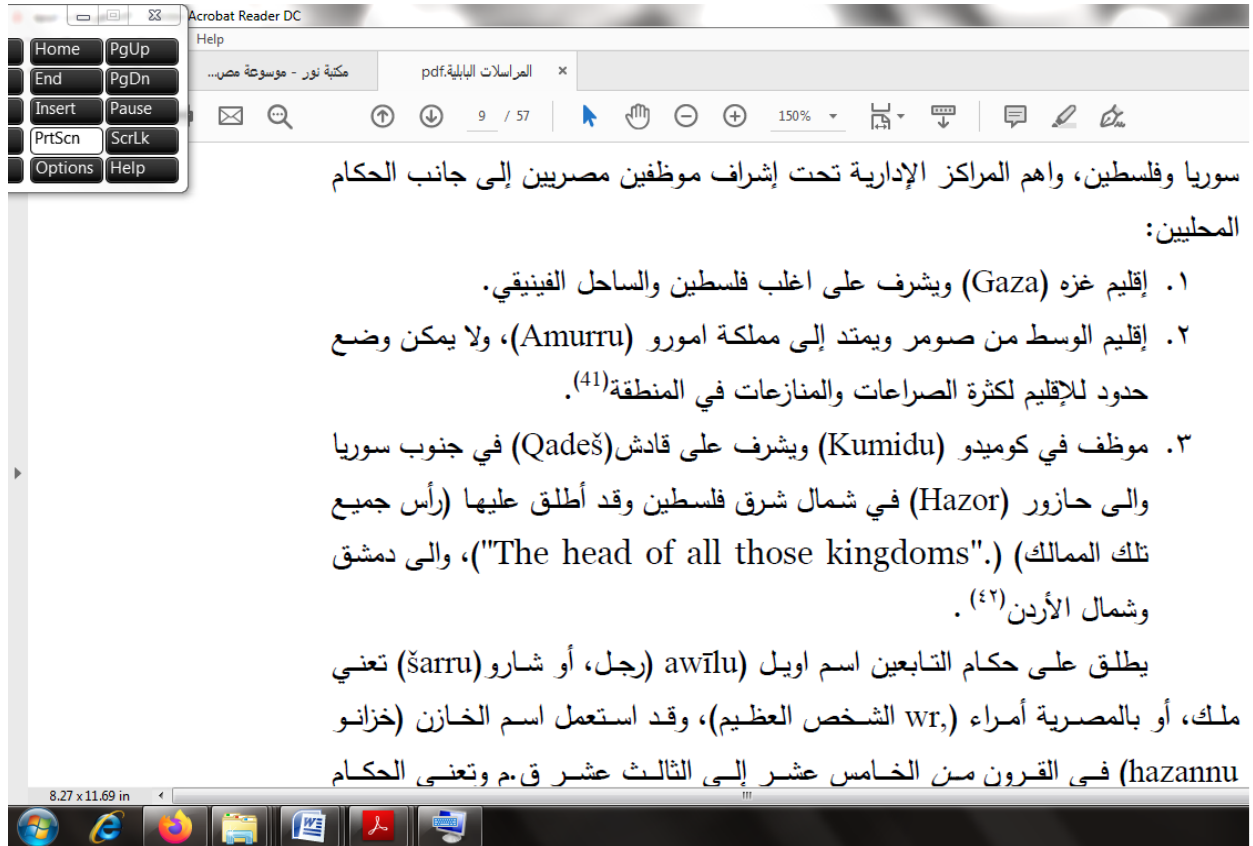 Acrobat Reader DC
Help
Home PgUp
End PgDn
Insert Pause
PrtScn ScrLk
Options Help
مكتبة نور - موسوعة مص...
المراسلات البابلية.pdf ×
9 / 57
150%
سوريا وفلسطين، واهم المراكز الإدارية تحت إشراف موظفين مصريين إلى جانب الحكام
المحليين:
١. إقليم غزه (Gaza) ويشرف على اغلب فلسطين والساحل الفينيقي.
٢. إقليم الوسط من صومر ويمتد إلى مملكة امورو (Amurru)، ولا يمكن وضع
حدود للإقليم لكثرة الصراعات والمنازعات في المنطقة(41).
٣. موظف في كوميدو (Kumidu) ويشرف على قادش(Qadeš) في جنوب سوريا
والى حازور (Hazor) في شمال شرق فلسطين وقد أطلق عليها (رأس جميع
تلك الممالك) (."The head of all those kingdoms")، والى دمشق
وشمال الأردن(٤٢) .
يطلق على حكام التابعين اسم اويل (awīlu (رجل، أو شارو(šarru) تعني
ملك، أو بالمصرية أمراء (,wr الشخص العظيم)، وقد استعمل اسم الخازن (خزانو
hazannu) في القرون من الخامس عشر إلى الثالث عشر ق.م وتعني الحكام
8.27 x 11.69 in